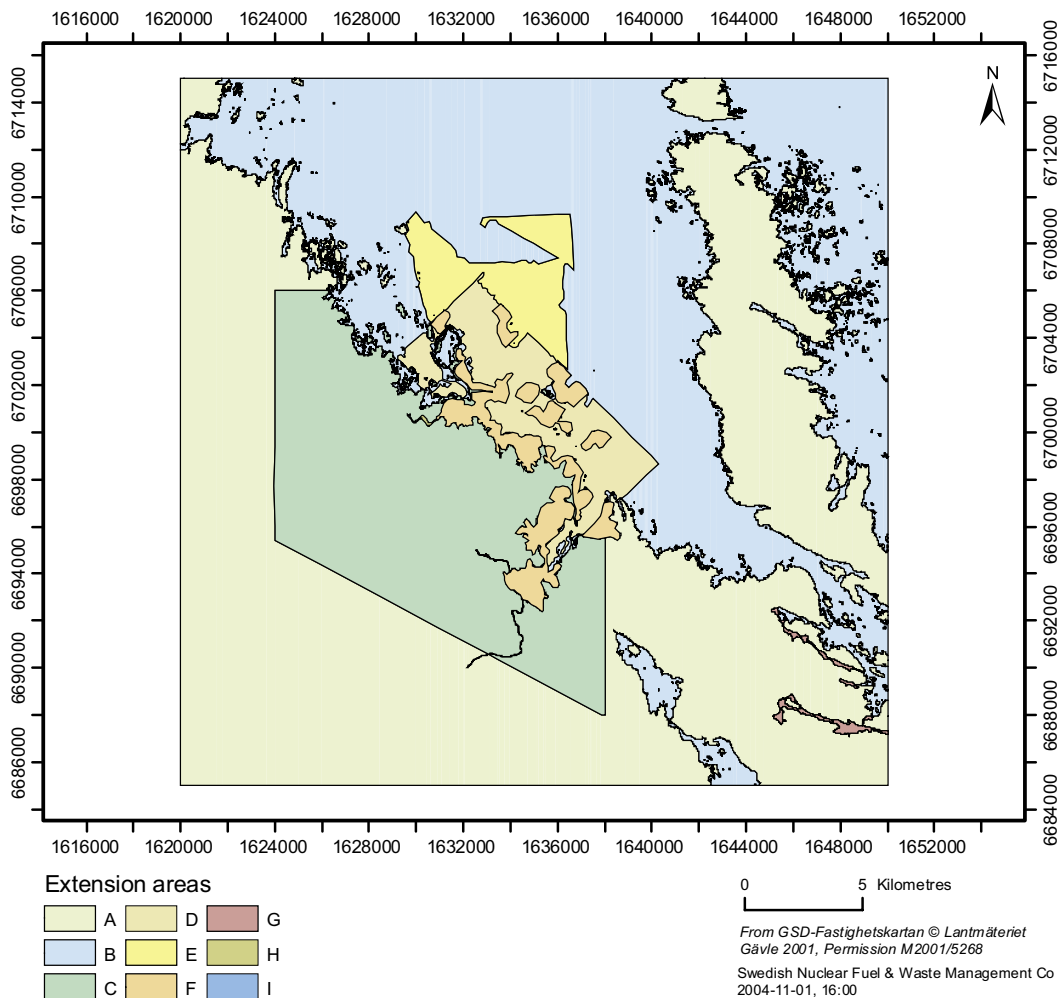 1616000 1620000 1624000 1628000 1632000 1636000 1640000 1644000 1648000 1652000
6714000
6710000
6706000
6702000
6698000
6694000
6690000
6686000
N
6716000
6712000
6708000
6704000
6700000
6696000
6692000
6688000
6684000
1616000 1620000 1624000 1628000 1632000 1636000 1640000 1644000 1648000 1652000
Extension areas
A D G
B E H
C F I
0 5 Kilometres
From GSD-Fastighetskartan © Lantmäteriet
Gävle 2001, Permission M2001/5268
Swedish Nuclear Fuel & Waste Management Co
2004-11-01, 16:00